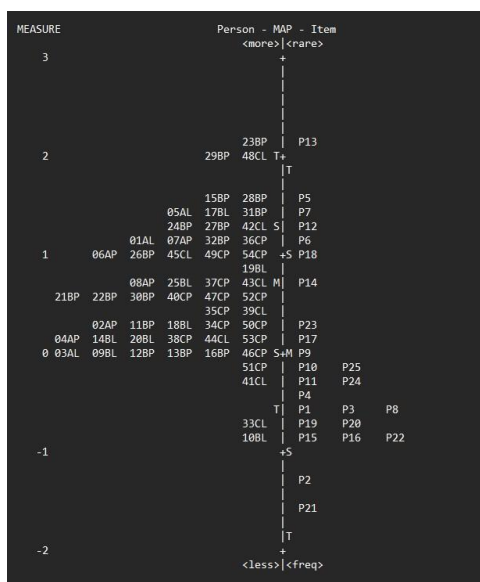 MEASURE Person - MAP - Item
<more>|<rare>
3 +
|
|
|
|
|
23BP | P13
2 29BP 48CL T+
|T
|
15BP 28BP | P5
05AL 17BL 31BP | P7
24BP 27BP 42CL S| P12
01AL 07AP 32BP 36CP | P6
1 06AP 26BP 45CL 49CP 54CP +S P18
19BL |
08AP 25BL 37CP 43CL M| P14
21BP 22BP 30BP 40CP 47CP 52CP |
35CP 39CL |
02AP 11BP 18BL 34CP 50CP | P23
04AP 14BL 20BL 38CP 44CL 53CP | P17
0 03AL 09BL 12BP 13BP 16BP 46CP S+M P9
51CP | P10 P25
41CL | P11 P24
| P4
T| P1 P3 P8
33CL | P19 P20
10BL | P15 P16 P22
-1 +S
|
| P2
|
| P21
|
|T
-2 +
<less>|<freq>